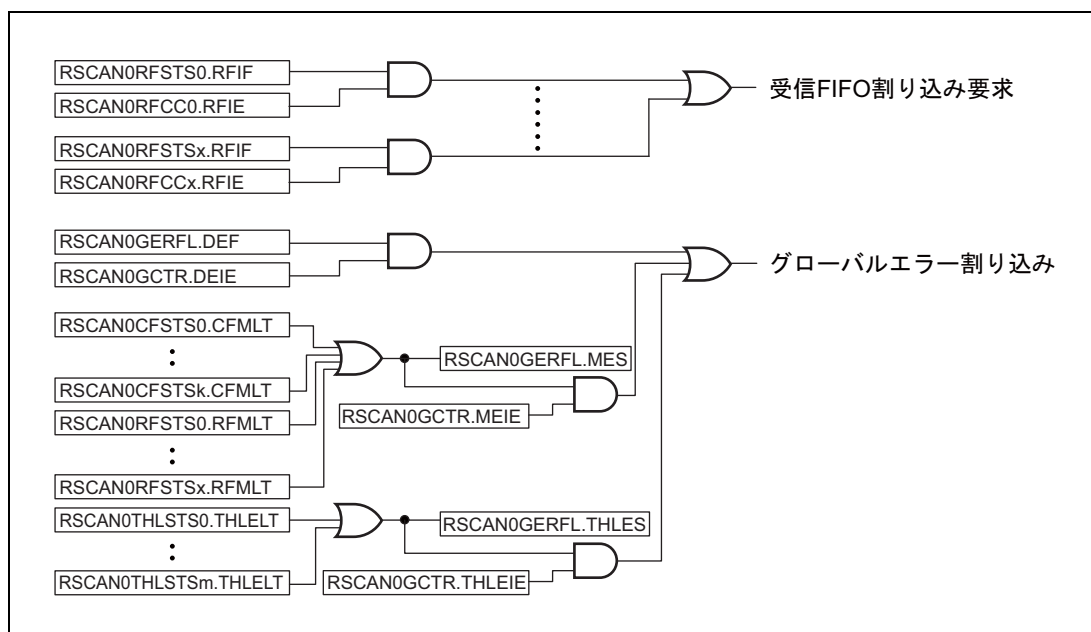 RSCAN0RFSTS0.RFIF
RSCAN0RFCC0.RFIE
受信FIFO割り込み要求
RSCAN0RFSTSx.RFIF
RSCAN0RFCCx.RFIE
RSCAN0GERFL.DEF
RSCAN0GCTR.DEIE
グローバルエラー割り込み
RSCAN0CFSTS0.CFMLT
RSCAN0CFSTSk.CFMLT
RSCAN0RFSTS0.RFMLT
RSCAN0RFSTSx.RFMLT
RSCAN0GERFL.MES
RSCAN0GCTR.MEIE
RSCAN0THLSTS0.THLELT
RSCAN0THLSTSm.THLELT
RSCAN0GERFL.THLES
RSCAN0GCTR.THLEIE